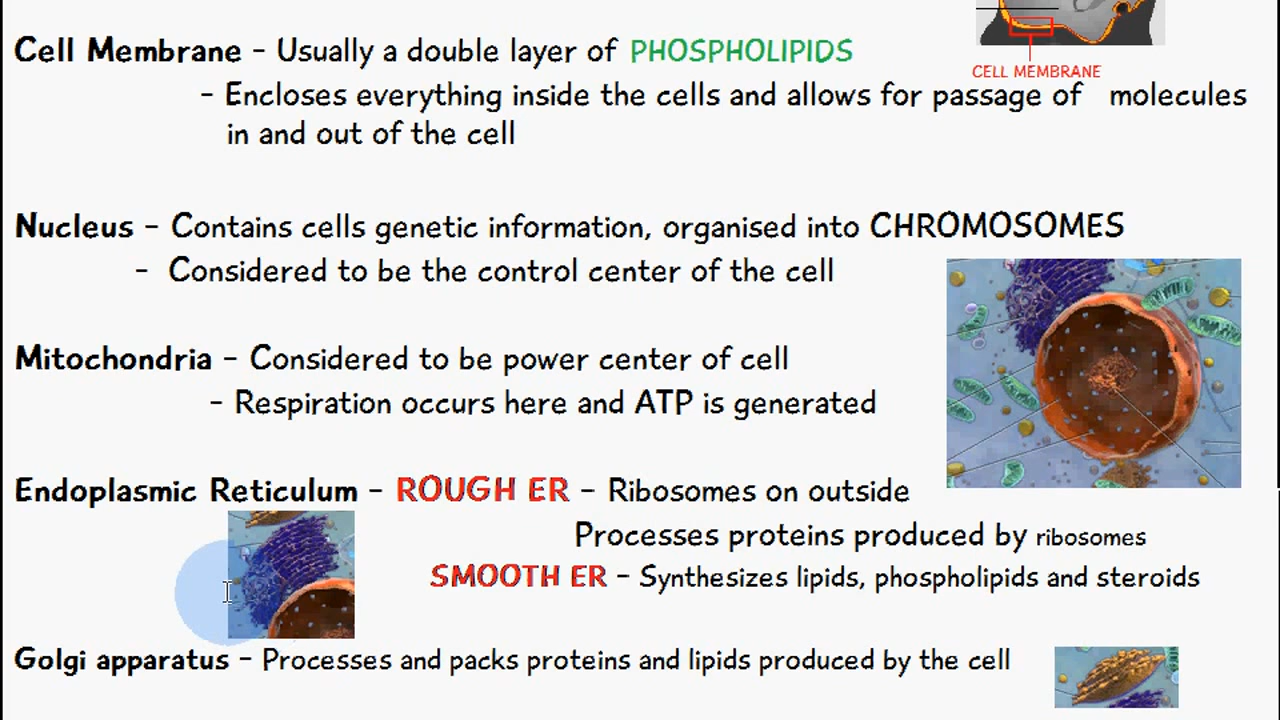 Cell Membrane - Usually a double layer of PHOSPHOLIPIDS
CELL MEMBRANE
- Encloses everything inside the cells and allows for passage of molecules
in and out of the cell
Nucleus - Contains cells genetic information, organised into CHROMOSOMES
- Considered to be the control center of the cell
Mitochondria - Considered to be power center of cell
- Respiration occurs here and ATP is generated
Endoplasmic Reticulum - ROUGH ER - Ribosomes on outside
Processes proteins produced by ribosomes
SMOOTH ER - Synthesizes lipids, phospholipids and steroids
Golgi apparatus - Processes and packs proteins and lipids produced by the cell